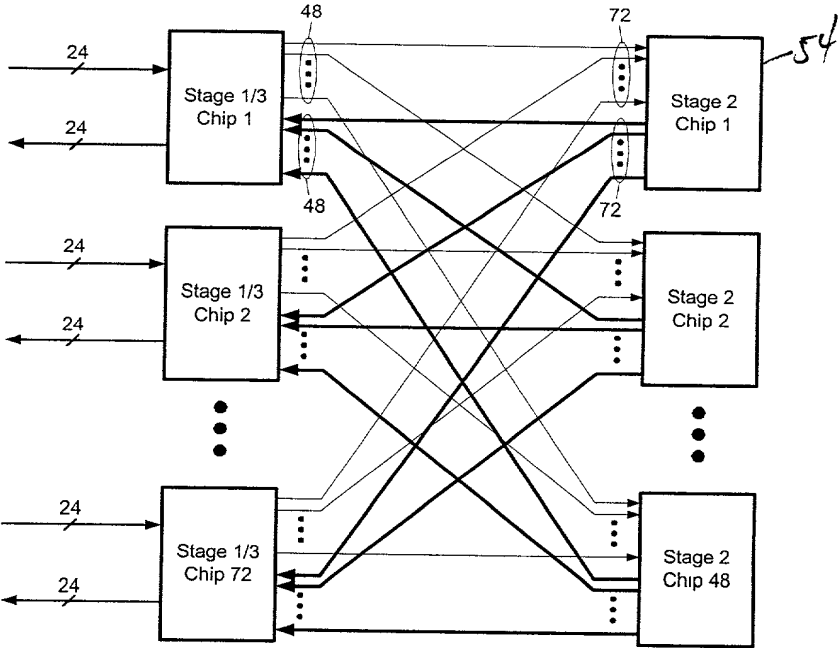 48
72
54
24
Stage 1/3
Chip 1
Stage 2
Chip 1
24
48
72
24
Stage 1/3
Chip 2
Stage 2
Chip 2
24
24
Stage 1/3
Chip 72
Stage 2
Chip 48
24